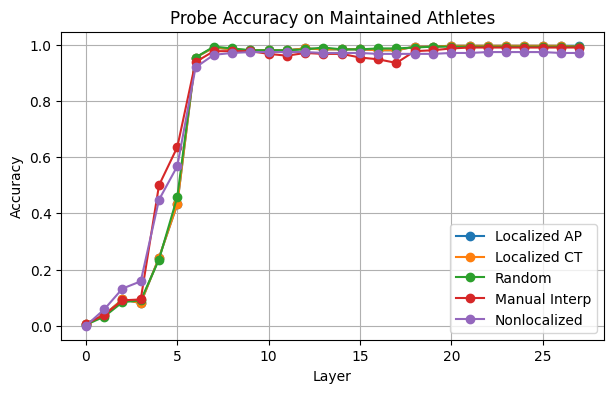 Probe Accuracy on Maintained Athletes
Accuracy
1.0
0.8
0.6
0.4
0.2
0.0
Localized AP
Localized CT
Random
Manual Interp
Nonlocalized
0 5 10 15 20 25
Layer